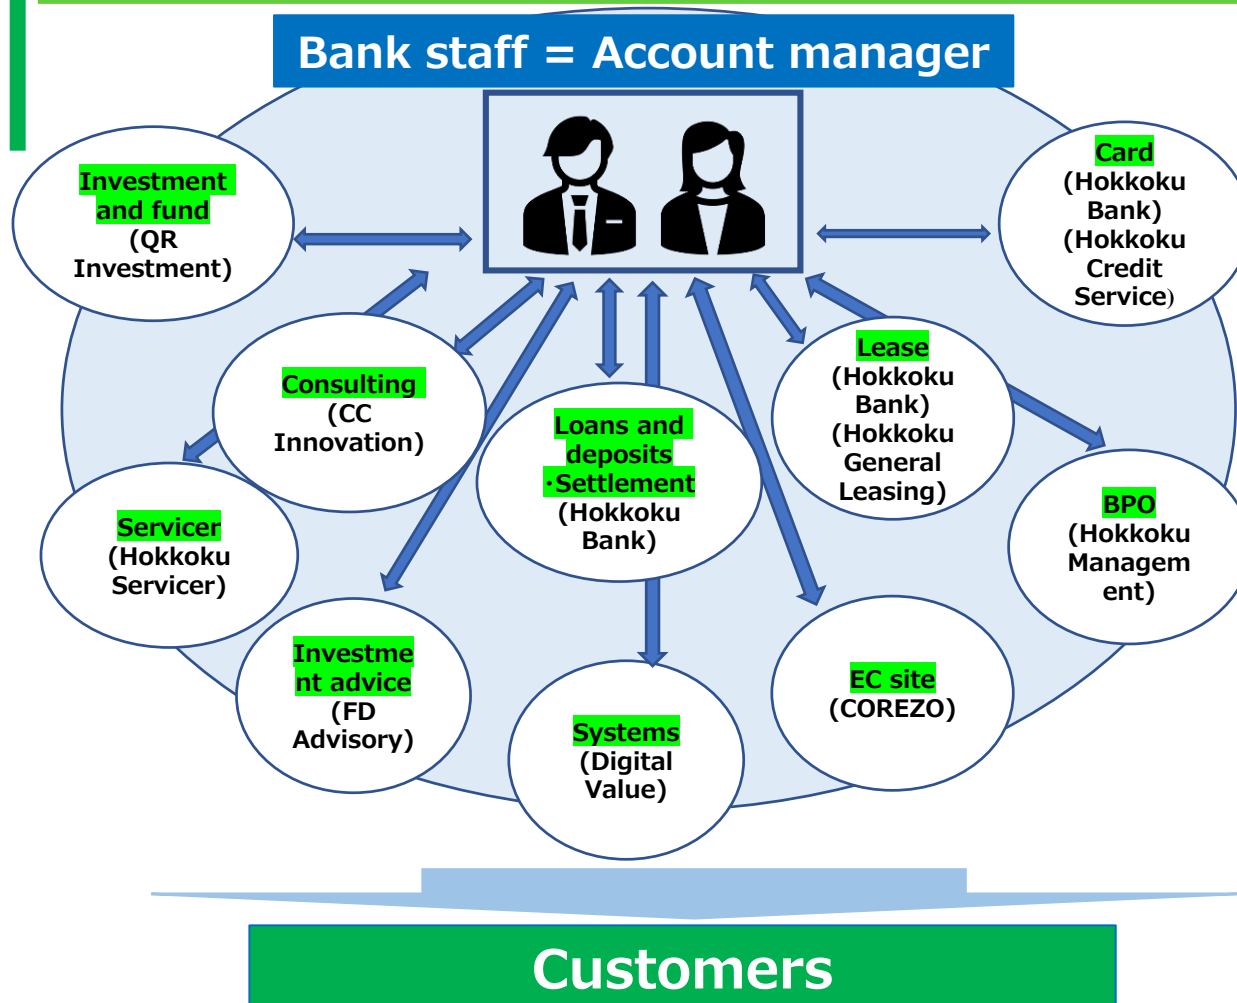 Bank staff = Account manager
Investment
and fund
(QR
Investment)
Card
(Hokkoku
Bank)
(Hokkoku
Credit
Service)
Consulting
(CC
Innovation)
Loans and
deposits
・Settlement
(Hokkoku
Bank)
Lease
(Hokkoku
Bank)
(Hokkoku
General
Leasing)
Servicer
(Hokkoku
Servicer)
BPO
(Hokkoku
Managem
ent)
Investme
nt advice
(FD
Advisory)
Systems
(Digital
Value)
EC site
(COREZO)
Customers